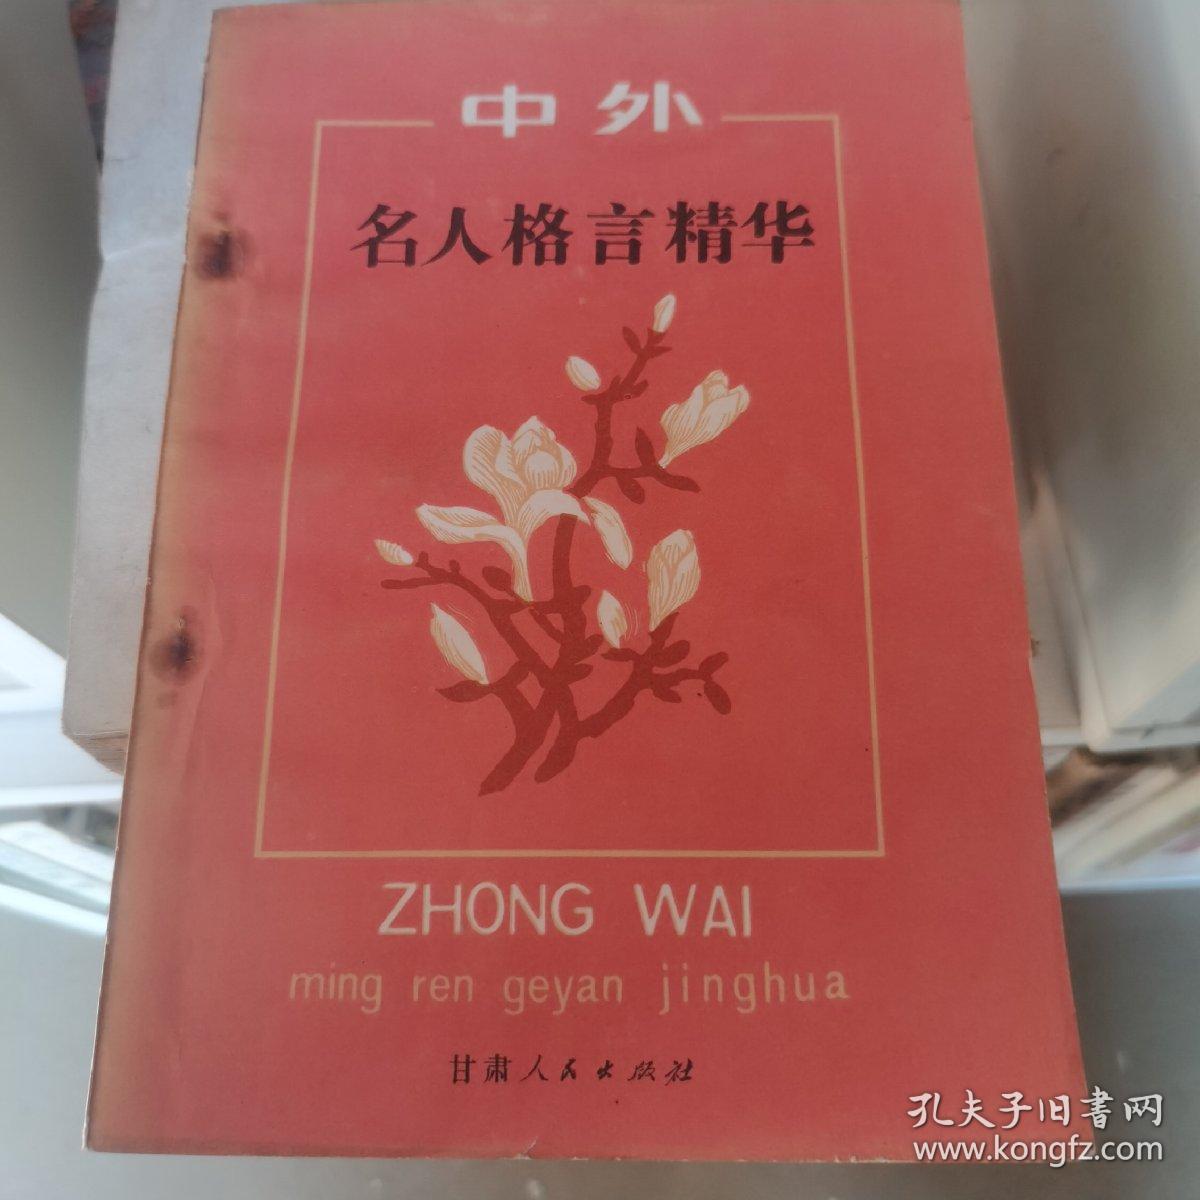 中外
名人格言精华
ZHONG WAI
ming ren geyan jinghua
甘肃人民出版社
孔夫子旧书网
www.kongfz.com